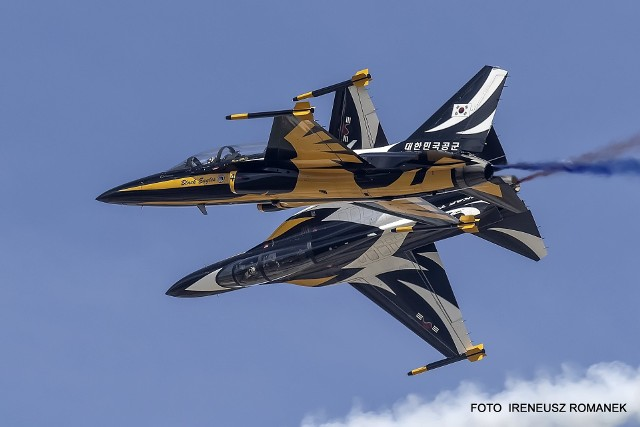 대한민국공군
Black Eagles
FOTO IRENEUSZ ROMANEK